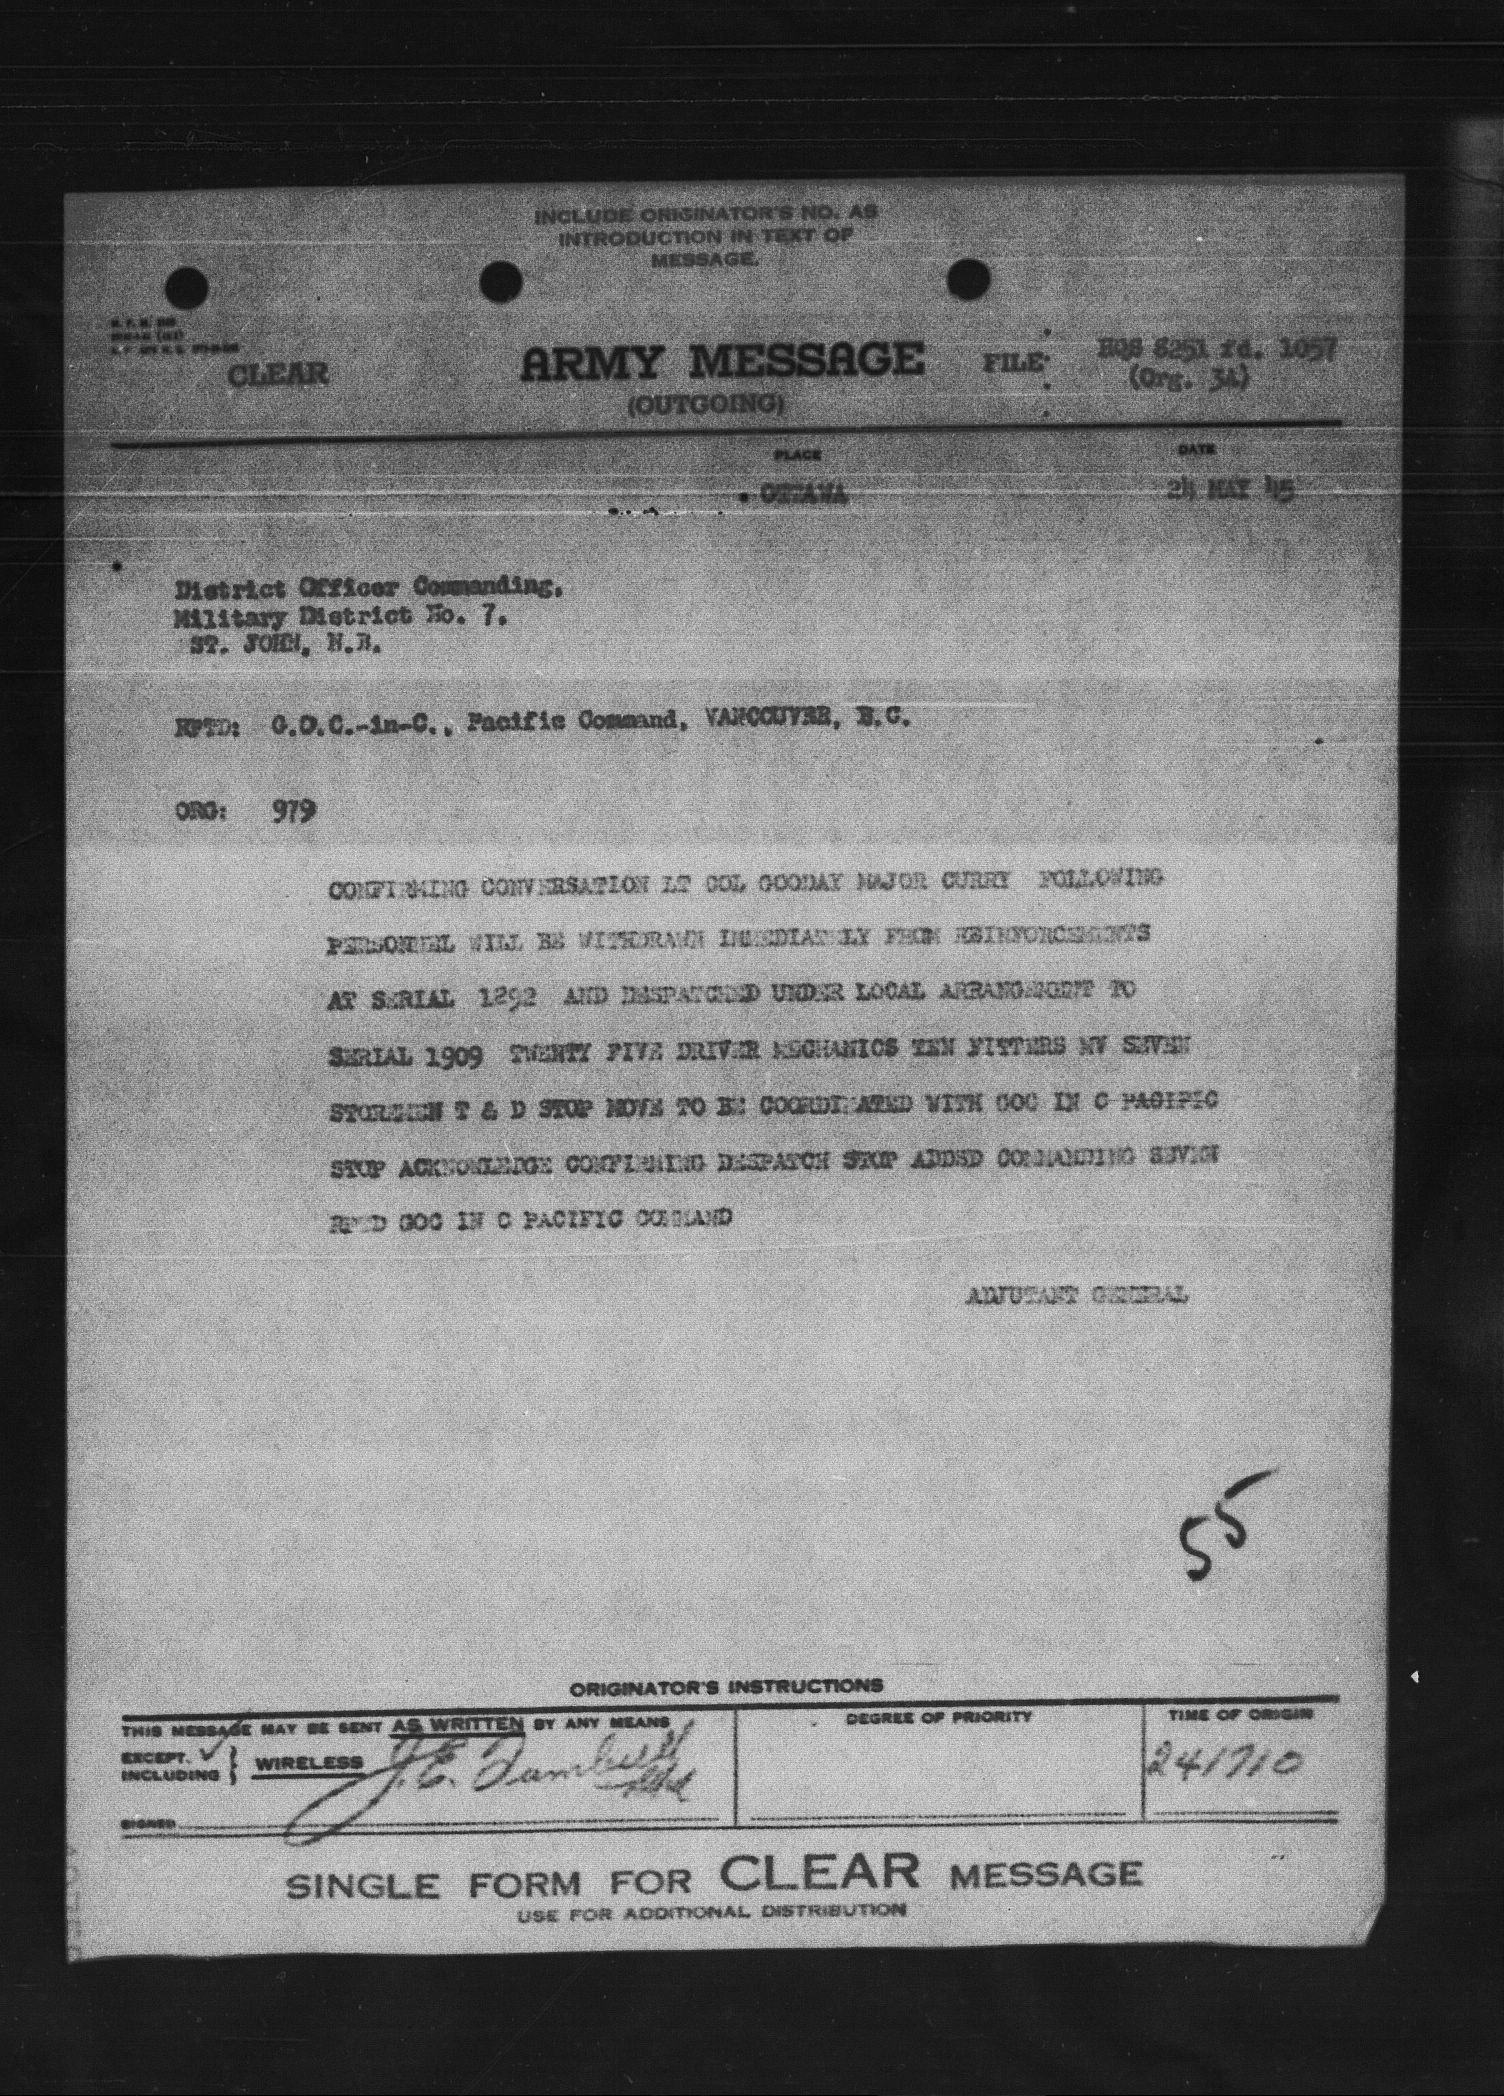 INCLUDE ORIGINATOR'S NO. AS
INTRODUCTION IN TEXT OF
MESSAGE.
CLEAR
ARMY MESSAGE
(OUTGOING)
FILE:
HQS 8251 fd. 1057
(Org. 3A)
PLACE
DATE
OTTAWA
24 MAY 45
District Officer Commanding,
Military District No. 7,
ST. JOHN, N.B.
RPTD: G.O.C.-in-C., Pacific Command, VANCOUVER, B.C.
ORG: 979
CONFIRMING CONVERSATION LT COL GOODAY MAJOR CURRY FOLLOWING
PERSONNEL WILL BE WITHDRAWN IMMEDIATELY FROM REINFORCEMENTS
AT SERIAL 1892 AND DESPATCHED UNDER LOCAL ARRANGEMENT TO
SERIAL 1909 TWENTY FIVE DRIVER MECHANICS TEN FITTERS MV SEVEN
STOREMEN T & D STOP MOVE TO BE COORDINATED WITH GOC IN C PACIFIC
STOP ACKNOWLEDGE CONFIRMING DESPATCH STOP ADDSD COMMANDING SEVEN
RPTD GOC IN C PACIFIC COMMAND
ADJUTANT GENERAL
55
ORIGINATOR'S INSTRUCTIONS
THIS MESSAGE MAY BE SENT AS WRITTEN BY ANY MEANS
EXCEPT.
INCLUDING } WIRELESS
SIGNED
DEGREE OF PRIORITY
TIME OF ORIGIN
241710
SINGLE FORM FOR CLEAR MESSAGE
USE FOR ADDITIONAL DISTRIBUTION